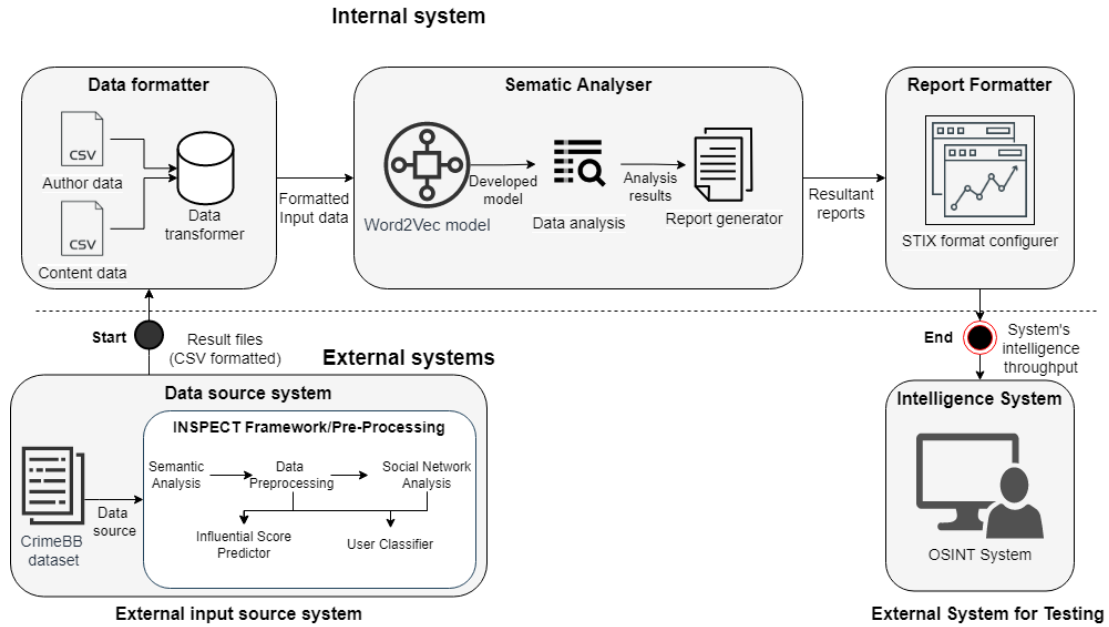 Internal system
Data formatter
CSV
Author data
CSV
Content data
Data
transformer
Formatted
Input data
Sematic Analyser
Word2Vec model
Developed
model
Data analysis
Analysis
results
Report generator
Resultant
reports
Report Formatter
STIX format configurer
Start
Result files
(CSV formatted)
External systems
End
System's
intelligence
throughput
Data source system
CrimeBB
dataset
Data
source
INSPECT Framework/Pre-Processing
Semantic
Analysis
Data
Preprocessing
Social Network
Analysis
Influential Score
Predictor
User Classifier
External input source system
Intelligence System
OSINT System
External System for Testing